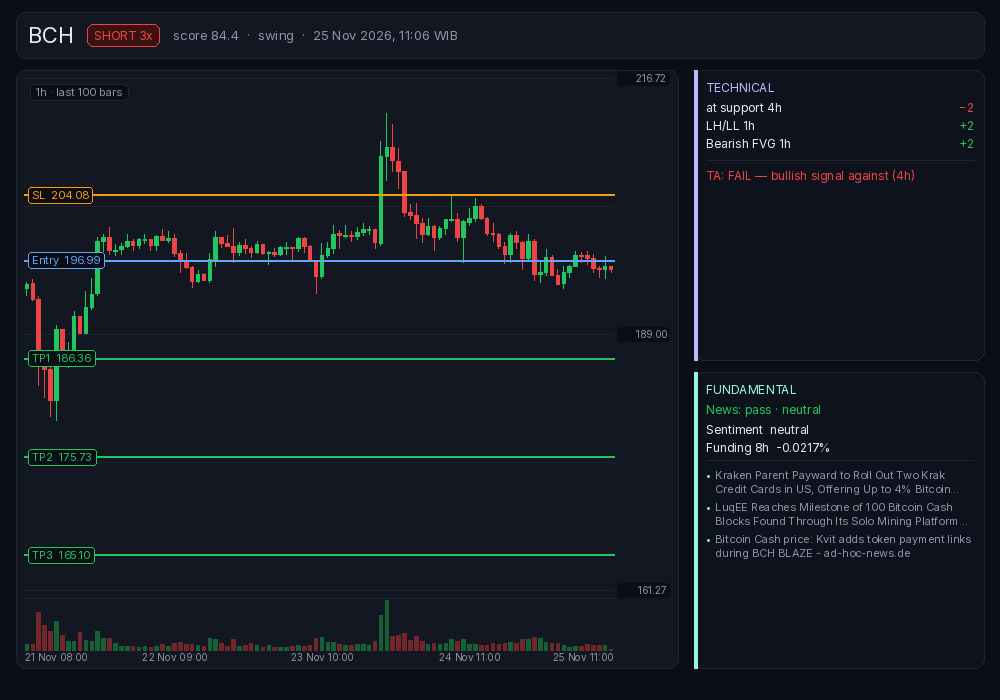 BCH SHORT 3x score 84.4 · swing · 25 Nov 2026, 11:06 WIB
1h · last 100 bars
216.72
SL 204.08
Entry 196.99
189.00
TP1 186.36
TP2 175.73
TP3 165.10
161.27
21 Nov 08:00 22 Nov 09:00 23 Nov 10:00 24 Nov 11:00 25 Nov 11:00
TECHNICAL
at support 4h −2
LH/LL 1h +2
Bearish FVG 1h +2
TA: FAIL — bullish signal against (4h)
FUNDAMENTAL
News: pass · neutral
Sentiment neutral
Funding 8h -0.0217%
• Kraken Parent Payward to Roll Out Two Krak
Credit Cards in US, Offering Up to 4% Bitcoin…
• LuqEE Reaches Milestone of 100 Bitcoin Cash
Blocks Found Through Its Solo Mining Platform…
• Bitcoin Cash price: Kvit adds token payment links
during BCH BLAZE - ad-hoc-news.de